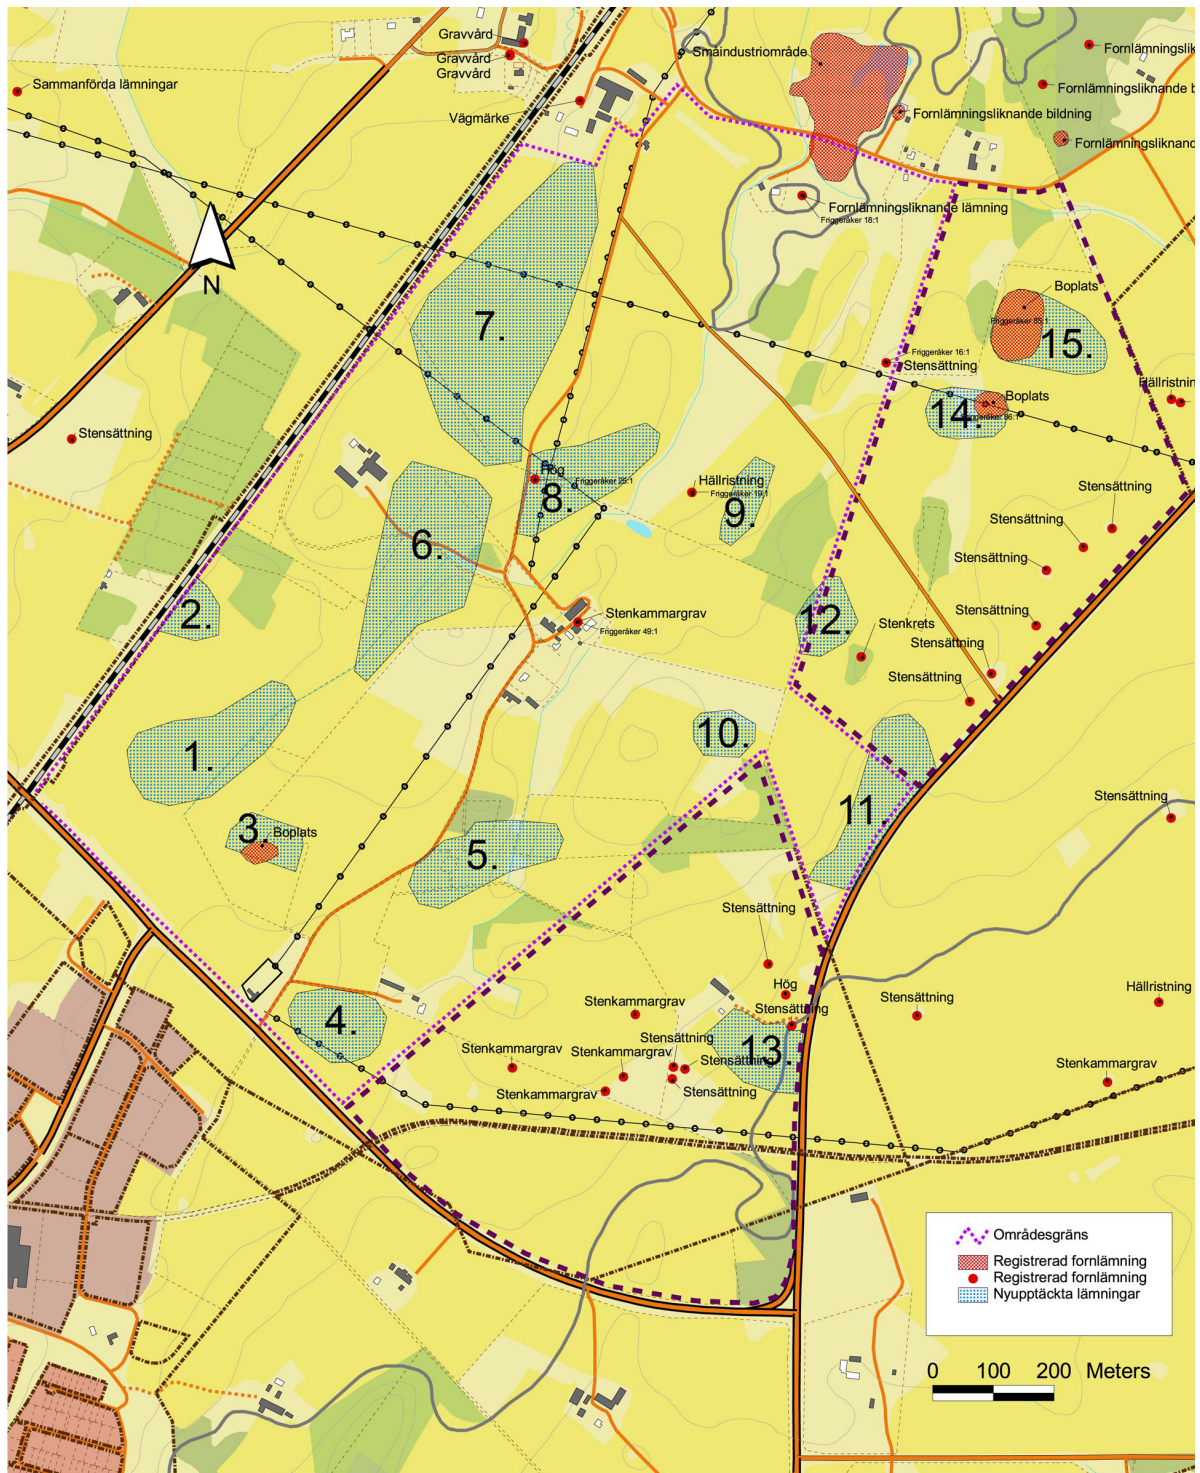 Gravvård
Gravvård
Gravvård
Småindustriområde
Fornlämningslik
Sammanförda lämningar
Fornlämningsliknande b
Vägmärke
Fornlämningsliknande bildning
Fornlämningsliknand
Fornlämningsliknande lämning
Friggeråker 18:1
N
Boplats
7.
15.
Friggeråker 16:1
Stensättning
Hällristnin
Boplats
14.
Stensättning
Hög
Friggeråker 25:1
8.
Hällristning
Friggeråker 19:1
9.
Stensättning
Stensättning
6.
Stensättning
2.
Stenkammargrav
Friggeråker 49:1
12.
Stensättning
Stenkrets
Stensättning
Stensättning
1.
10.
11.
Stensättning
3.
Boplats
5.
Stensättning
Hög
Stenkammargrav
Stensättning
Stensättning
Hällristning
4.
Stensättning
13.
Stenkammargrav
Stenkammargrav
Stensättning
Stenkammargrav
Stenkammargrav
Stensättning
Områdesgräns
Registrerad fornlämning
Registrerad fornlämning
Nyupptäckta lämningar
0 100 200 Meters